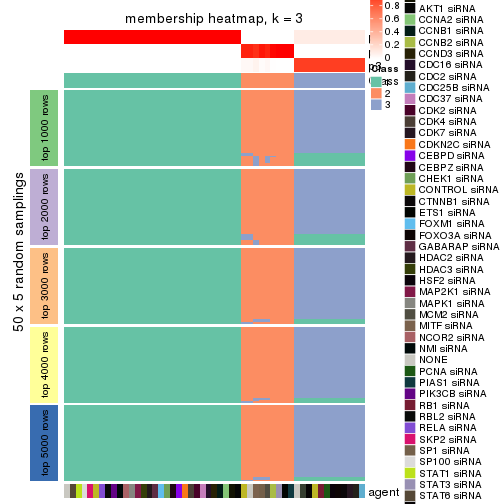 membership heatmap, k = 3
50 x 5 random samplings
top 1000 rows
top 2000 rows
top 3000 rows
top 4000 rows
top 5000 rows
0.8
0.6
0.4
0.2
0
Class
1
2
3
agent
AKT1 siRNA
CCNA2 siRNA
CCNB1 siRNA
CCNB2 siRNA
CCND3 siRNA
CDC16 siRNA
CDC2 siRNA
CDC25B siRNA
CDC37 siRNA
CDK2 siRNA
CDK4 siRNA
CDK7 siRNA
CDKN2C siRNA
CEBPD siRNA
CEBPZ siRNA
CHEK1 siRNA
CONTROL siRNA
CTNNB1 siRNA
ETS1 siRNA
FOXM1 siRNA
FOXO3A siRNA
GABARAP siRNA
HDAC2 siRNA
HDAC3 siRNA
HSF2 siRNA
MAP2K1 siRNA
MAPK1 siRNA
MCM2 siRNA
MITF siRNA
NCOR2 siRNA
NMI siRNA
NONE
PCNA siRNA
PIAS1 siRNA
PIK3CB siRNA
RB1 siRNA
RBL2 siRNA
RELA siRNA
SKP2 siRNA
SP1 siRNA
SP100 siRNA
STAT1 siRNA
STAT3 siRNA
STAT6 siRNA